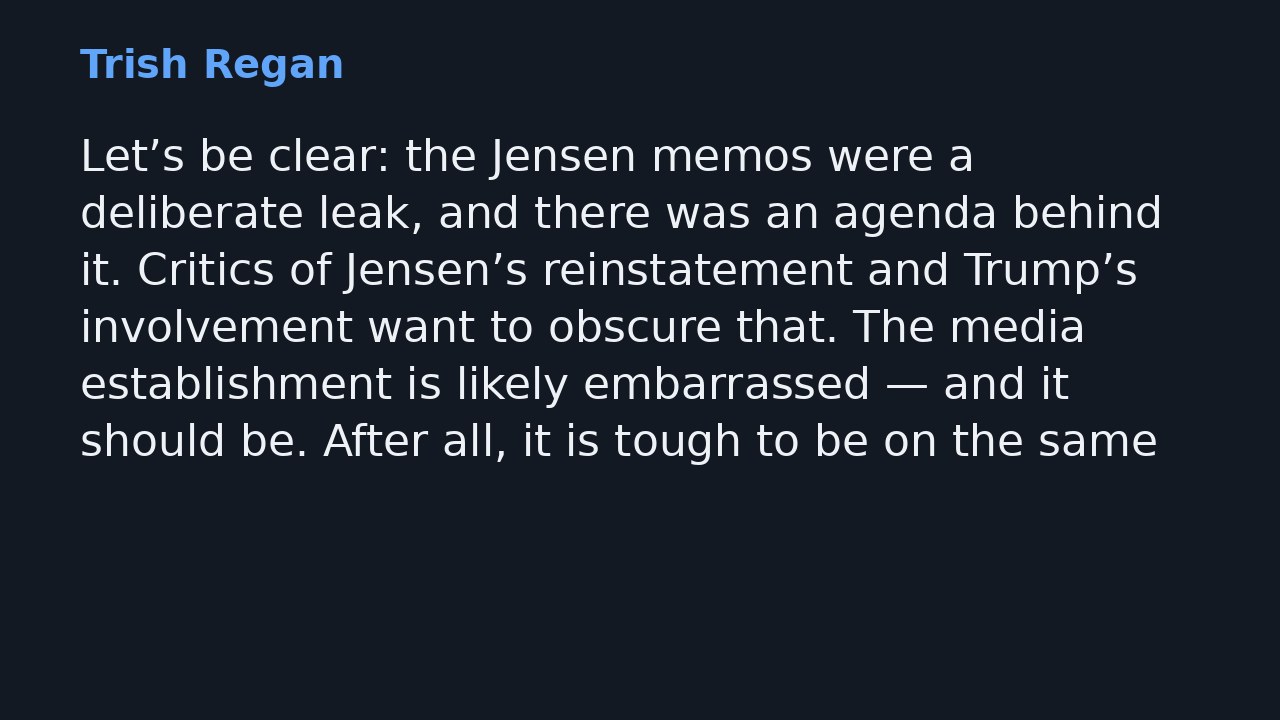 Trish Regan
Let’s be clear: the Jensen memos were a
deliberate leak, and there was an agenda behind
it. Critics of Jensen’s reinstatement and Trump’s
involvement want to obscure that. The media
establishment is likely embarrassed — and it
should be. After all, it is tough to be on the same